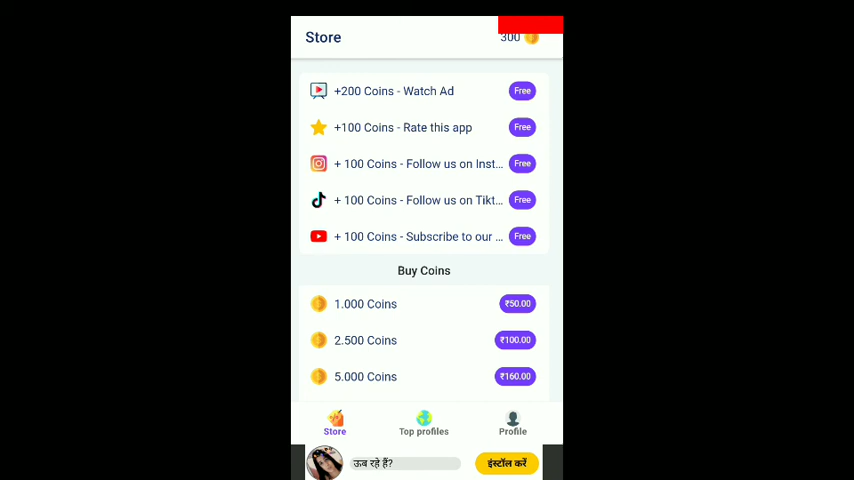 Store
300
+200 Coins - Watch Ad
Free
+100 Coins - Rate this app
Free
+ 100 Coins - Follow us on Inst...
Free
+ 100 Coins - Follow us on Tikt...
Free
+ 100 Coins - Subscribe to our ...
Free
Buy Coins
1.000 Coins
₹50.00
2.500 Coins
₹100.00
5.000 Coins
₹160.00
Store
Top profiles
Profile
ऊब रहे हैं?
इंस्टॉल करें